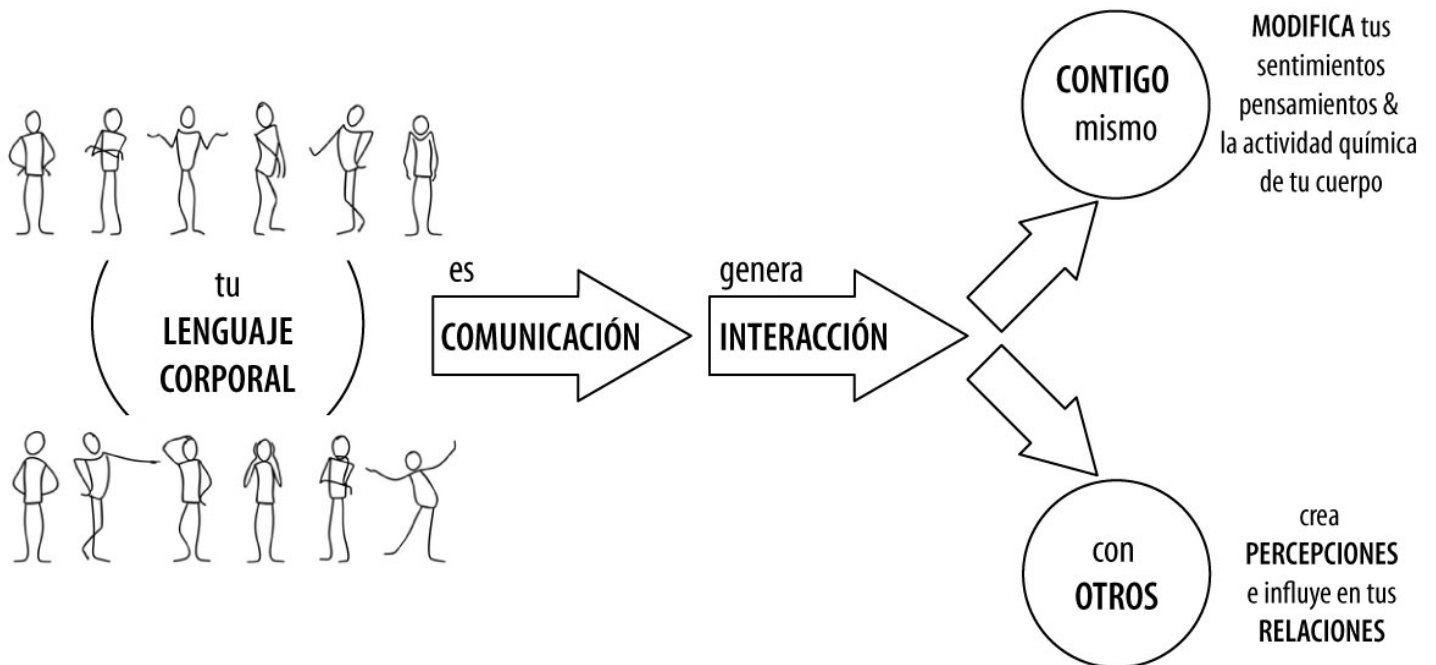 tu
LENGUAJE
CORPORAL
es
COMUNICACIÓN
genera
INTERACCIÓN
CONTIGO
mismo
MODIFICA tus
sentimientos
pensamientos &
la actividad química
de tu cuerpo
con
OTROS
crea
PERCEPCIONES
e influye en tus
RELACIONES